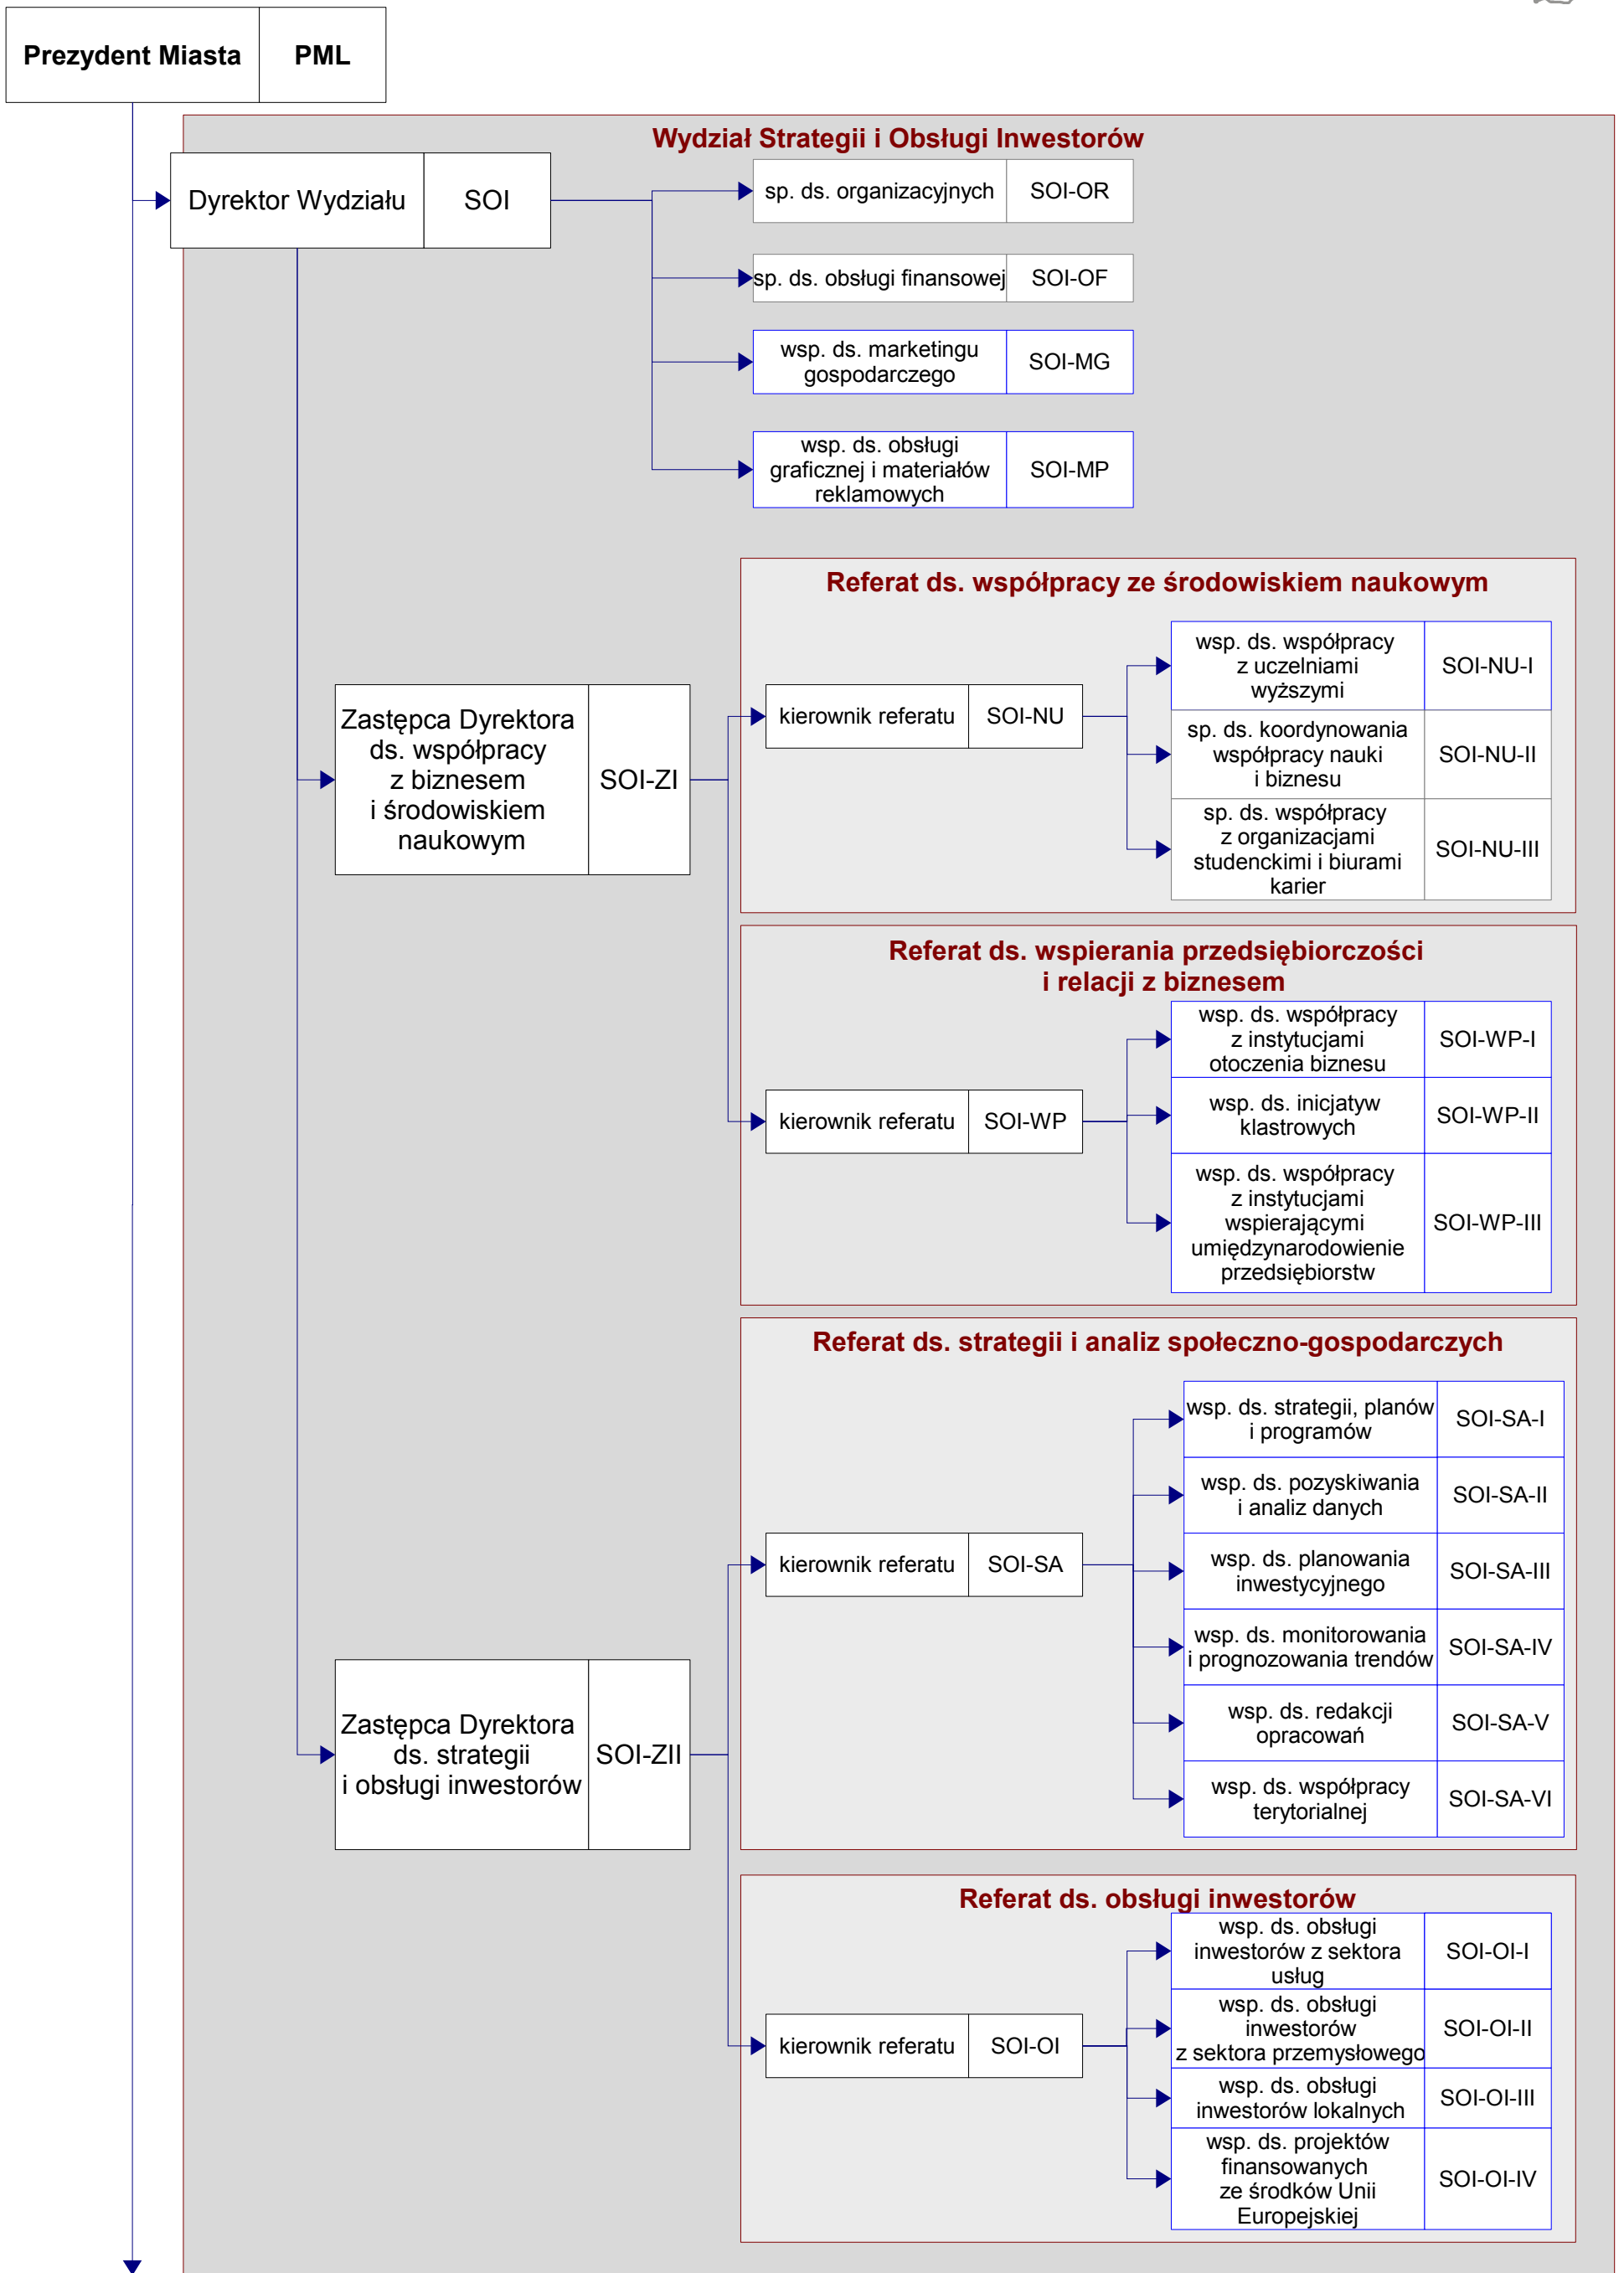 Prezydent Miasta PML
Wydział Strategii i Obsługi Inwestorów
Dyrektor Wydziału SOI
sp. ds. organizacyjnych SOI-OR
sp. ds. obsługi finansowej SOI-OF
wsp. ds. marketingu
gospodarczego
SOI-MG
wsp. ds. obsługi
graficznej i materiałów
reklamowych
SOI-MP
Zastępca Dyrektora
ds. współpracy
z biznesem
i środowiskiem
naukowym
SOI-ZI
Referat ds. współpracy ze środowiskiem naukowym
kierownik referatu SOI-NU
wsp. ds. współpracy
z uczelniami
wyższymi
SOI-NU-I
sp. ds. koordynowania
współpracy nauki
i biznesu
SOI-NU-II
sp. ds. współpracy
z organizacjami
studenckimi i biurami
karier
SOI-NU-III
Referat ds. wspierania przedsiębiorczości
i relacji z biznesem
kierownik referatu SOI-WP
wsp. ds. współpracy
z instytucjami
otoczenia biznesu
SOI-WP-I
wsp. ds. inicjatyw
klastrowych
SOI-WP-II
wsp. ds. współpracy
z instytucjami
wspierającymi
umiędzynarodowienie
przedsiębiorstw
SOI-WP-III
Zastępca Dyrektora
ds. strategii
i obsługi inwestorów
SOI-ZII
Referat ds. strategii i analiz społeczno-gospodarczych
kierownik referatu SOI-SA
wsp. ds. strategii, planów
i programów
SOI-SA-I
wsp. ds. pozyskiwania
i analiz danych
SOI-SA-II
wsp. ds. planowania
inwestycyjnego
SOI-SA-III
wsp. ds. monitorowania
i prognozowania trendów
SOI-SA-IV
wsp. ds. redakcji
opracowań
SOI-SA-V
wsp. ds. współpracy
terytorialnej
SOI-SA-VI
Referat ds. obsługi inwestorów
kierownik referatu SOI-OI
wsp. ds. obsługi
inwestorów z sektora
usług
SOI-OI-I
wsp. ds. obsługi
inwestorów
z sektora przemysłowego
SOI-OI-II
wsp. ds. obsługi
inwestorów lokalnych
SOI-OI-III
wsp. ds. projektów
finansowanych
ze środków Unii
Europejskiej
SOI-OI-IV